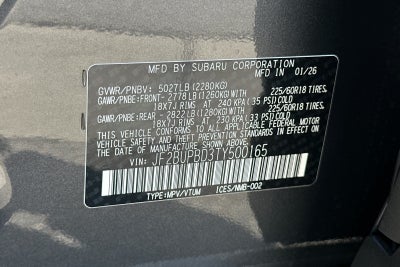 MFD BY SUBARU CORPORATION
MFD IN 01/26
GVWR/PNBV: 5027LB(2280KG)
GAWR/PNBE:FRONT- 2778 LB(1260KG)WITH 225/60R18 TIRES,
18X7J RIMS AT 240 KPA(35 PSI)COLD
GAWR/PNBE:REAR- 2822LB(1280KG)WITH 225/60R18 TIRES,
18X7J RIMS AT 230 KPA(33 PSI)COLD
THIS VEHICLE CONFORMS TO ALL APPLICABLE
FEDERAL MOTOR VEHICLE SAFETY AND
THEFT PREVENTION STANDARDS IN EFFECT
ON THE DATE OF MANUFACTURE SHOWN ABOVE.
VIN: JF2BUPBD3TY500165
TYPE:MPV/VTUM ICES/NMB-002